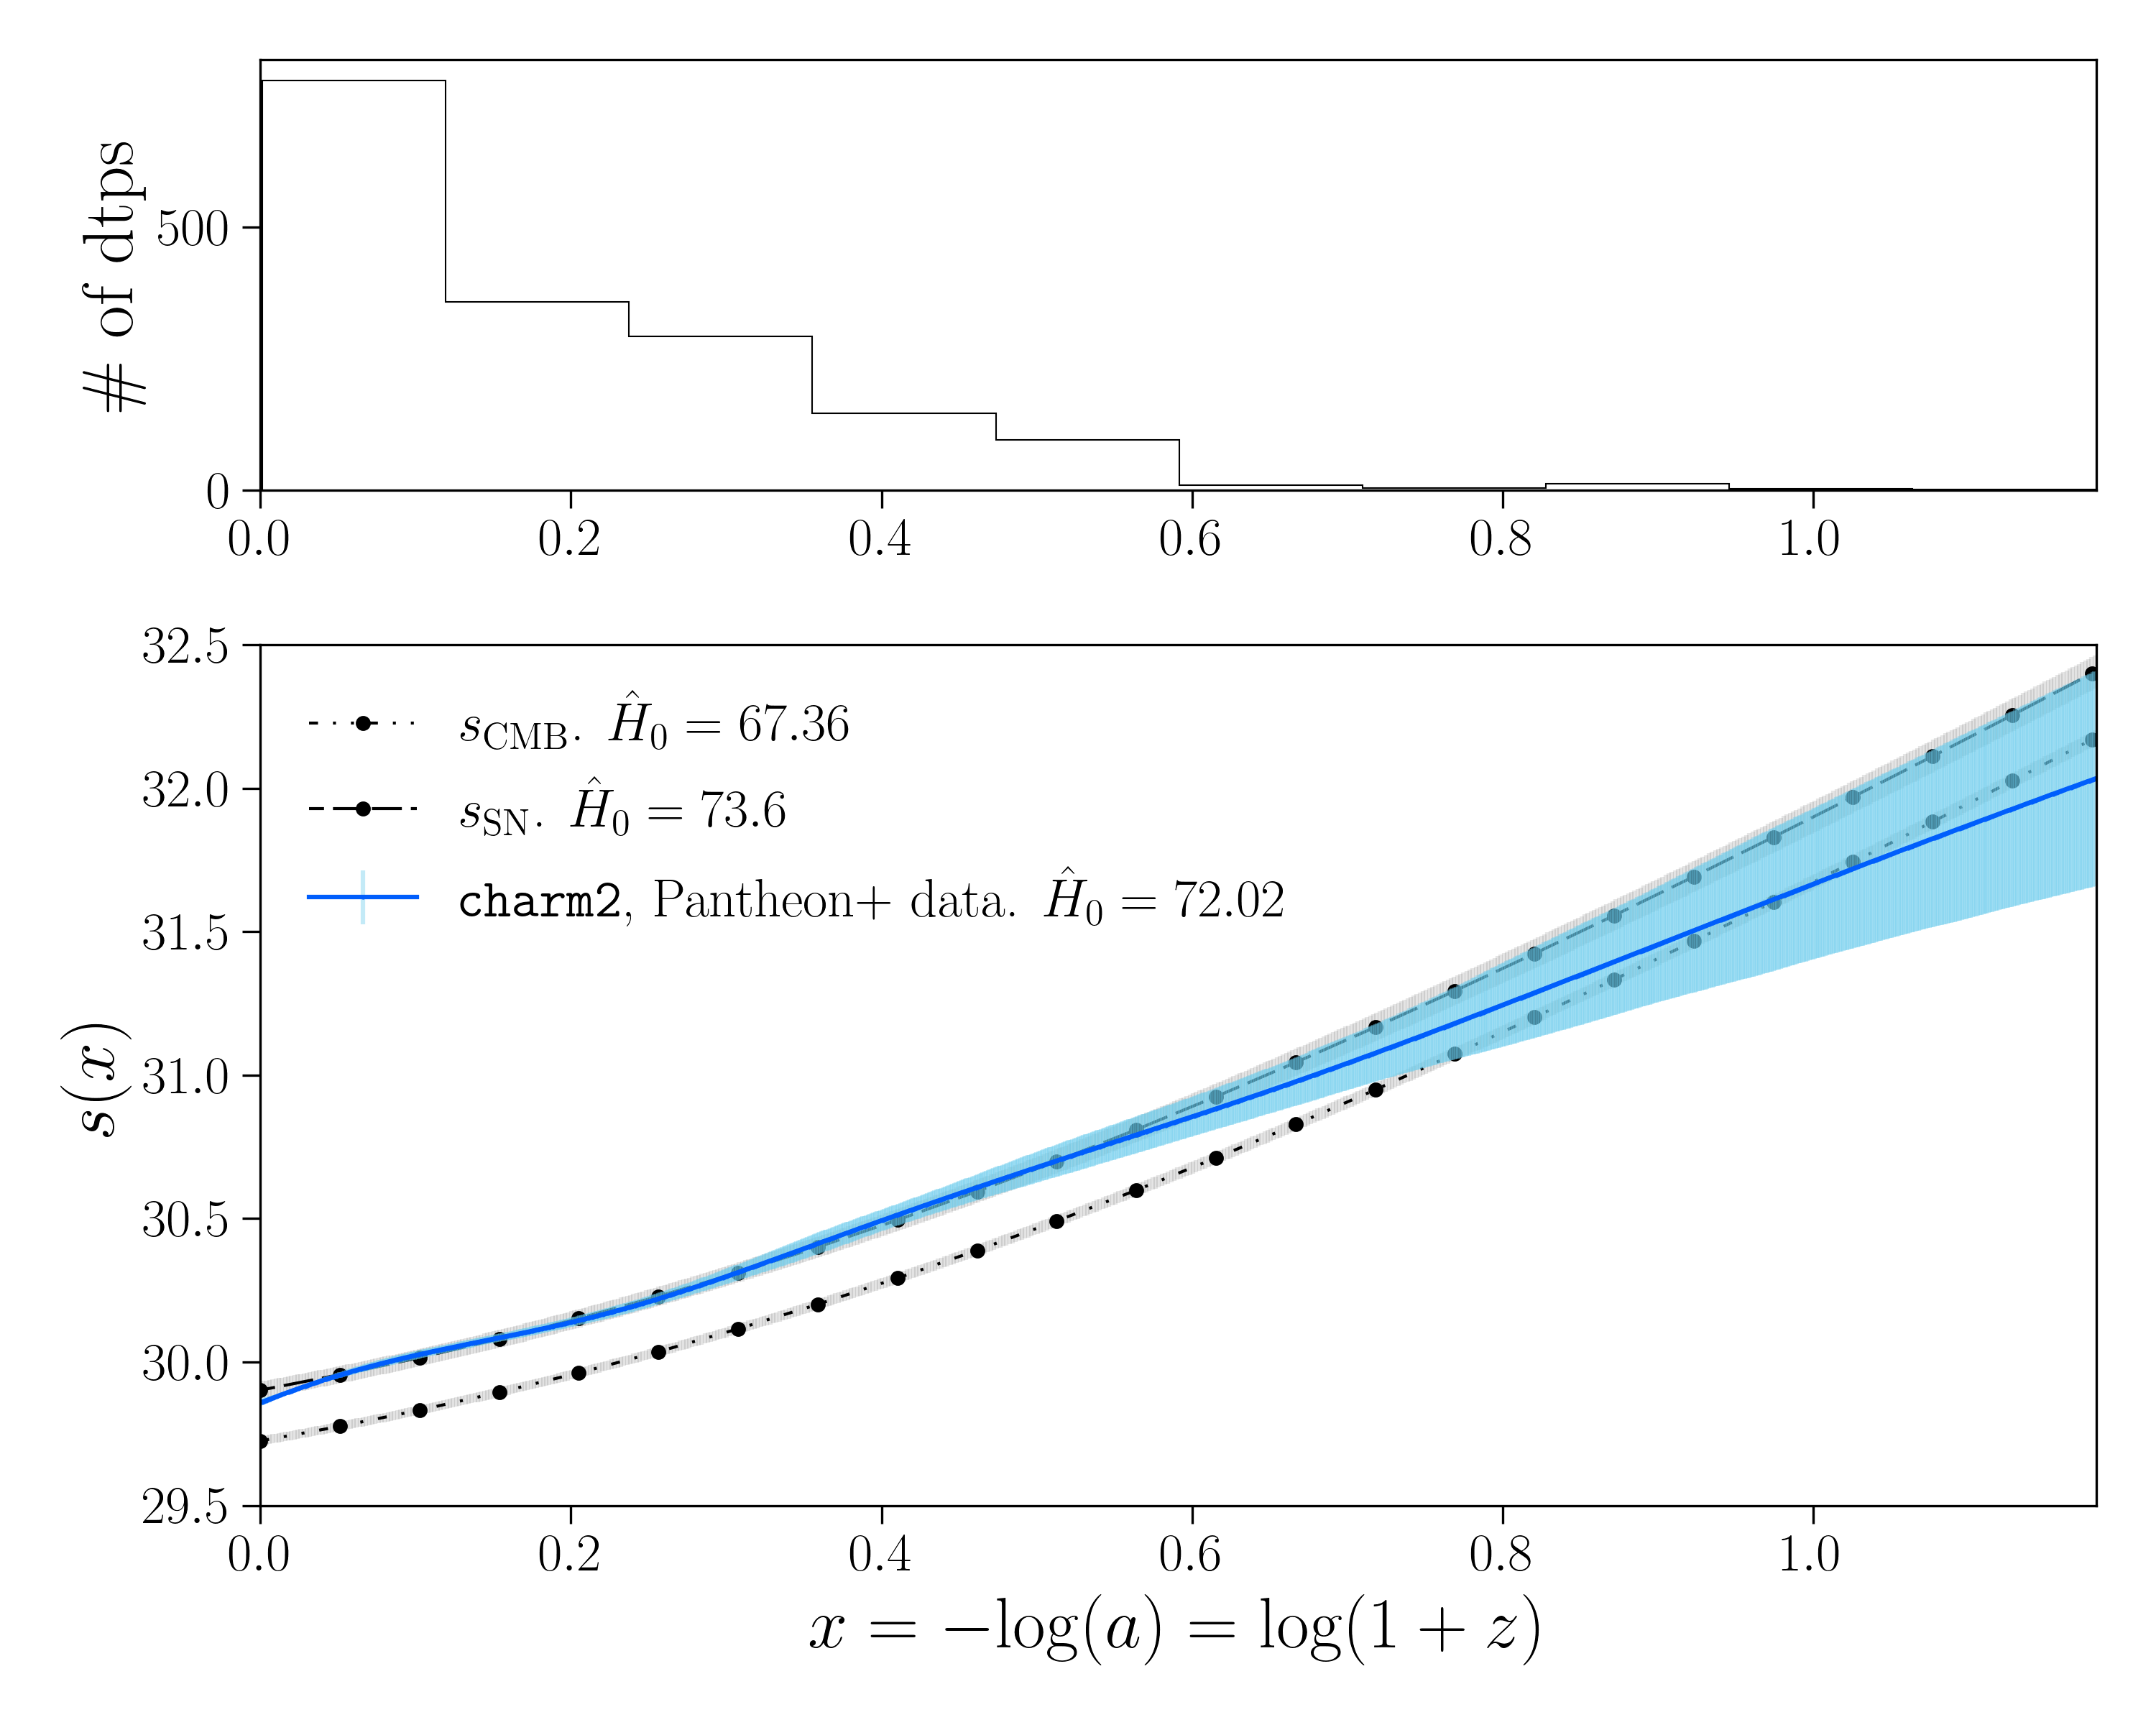 # of dtps
500
0
0.0 0.2 0.4 0.6 0.8 1.0
32.5
32.0
31.5
31.0
30.5
30.0
29.5
s(x)
s_CMB. Ĥ_0 = 67.36
s_SN. Ĥ_0 = 73.6
charm2, Pantheon+ data. Ĥ_0 = 72.02
0.0 0.2 0.4 0.6 0.8 1.0
x = −log(a) = log(1 + z)